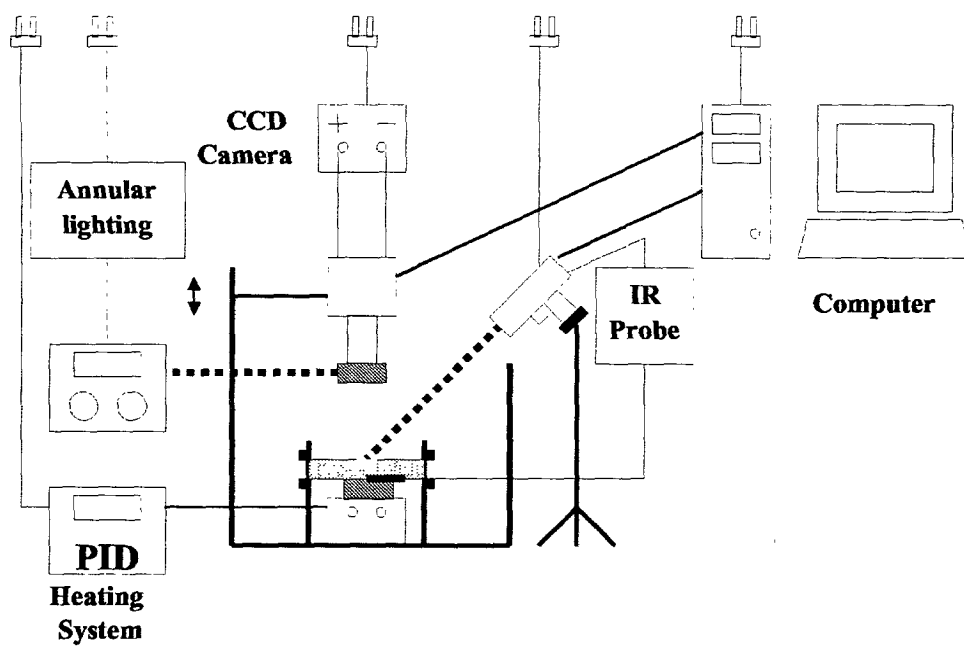 CCD
Camera
Annular
lighting
IR
Probe
Computer
PID
Heating
System